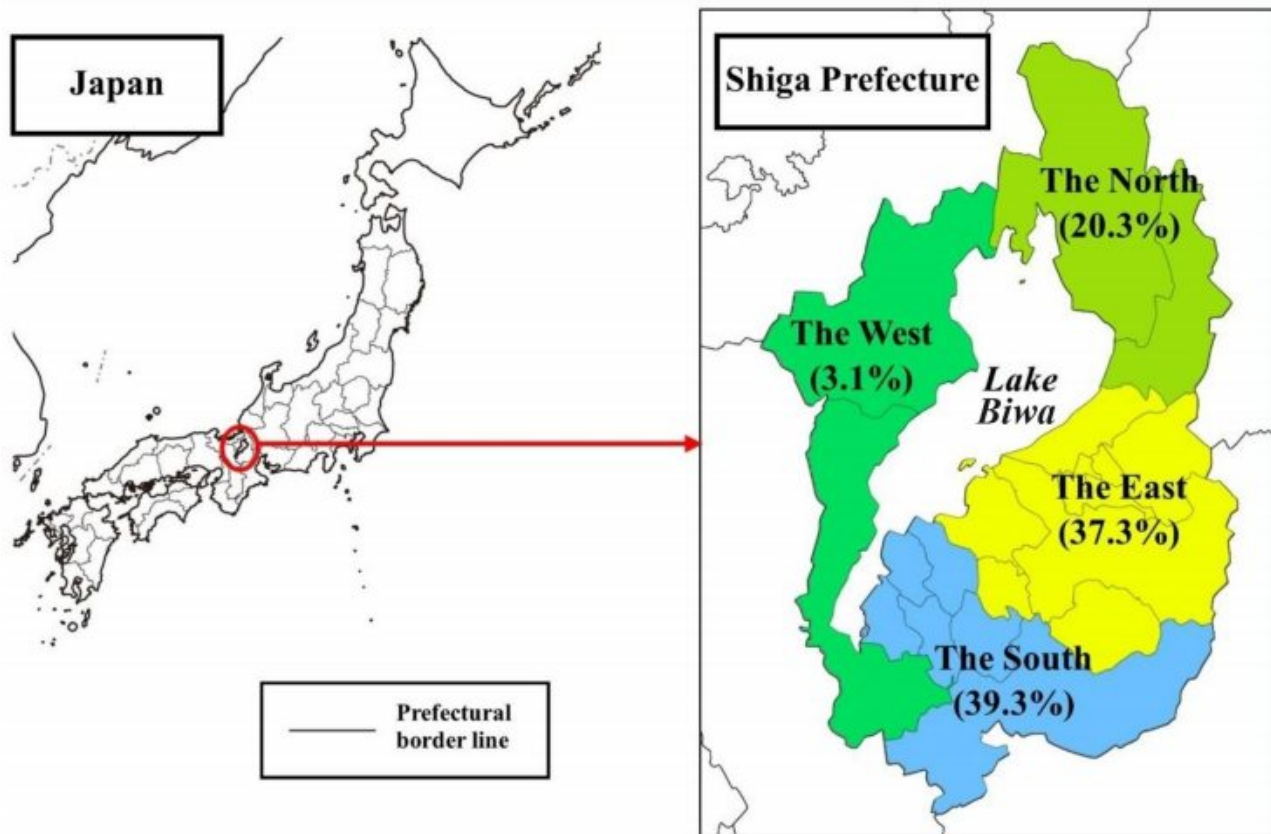 Japan
Prefectural
border line
Shiga Prefecture
The North
(20.3%)
The West
(3.1%)
Lake
Biwa
The East
(37.3%)
The South
(39.3%)